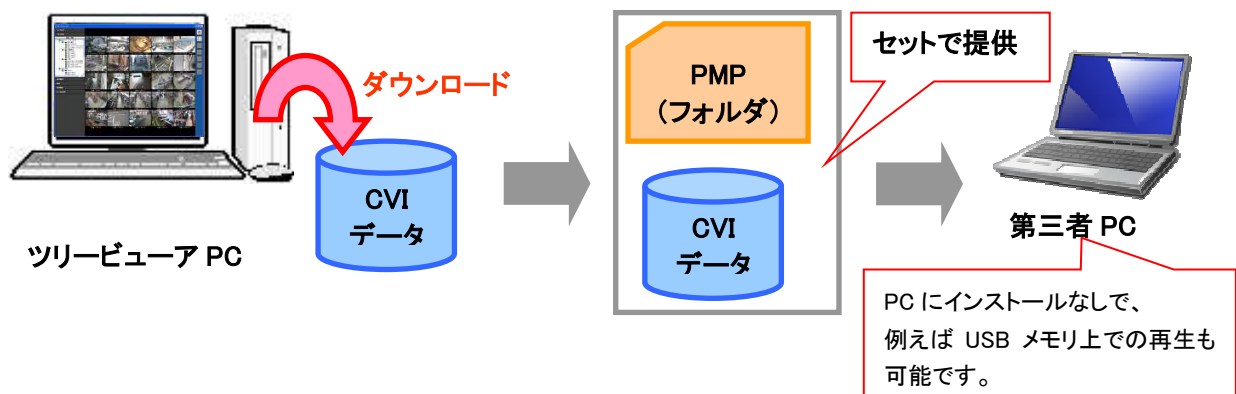 ダウンロード
CVI
データ
ツリービューア PC
PMP
(フォルダ)
CVI
データ
セットで提供
第三者 PC
PC にインストールなしで、
例えば USB メモリ上での再生も
可能です。